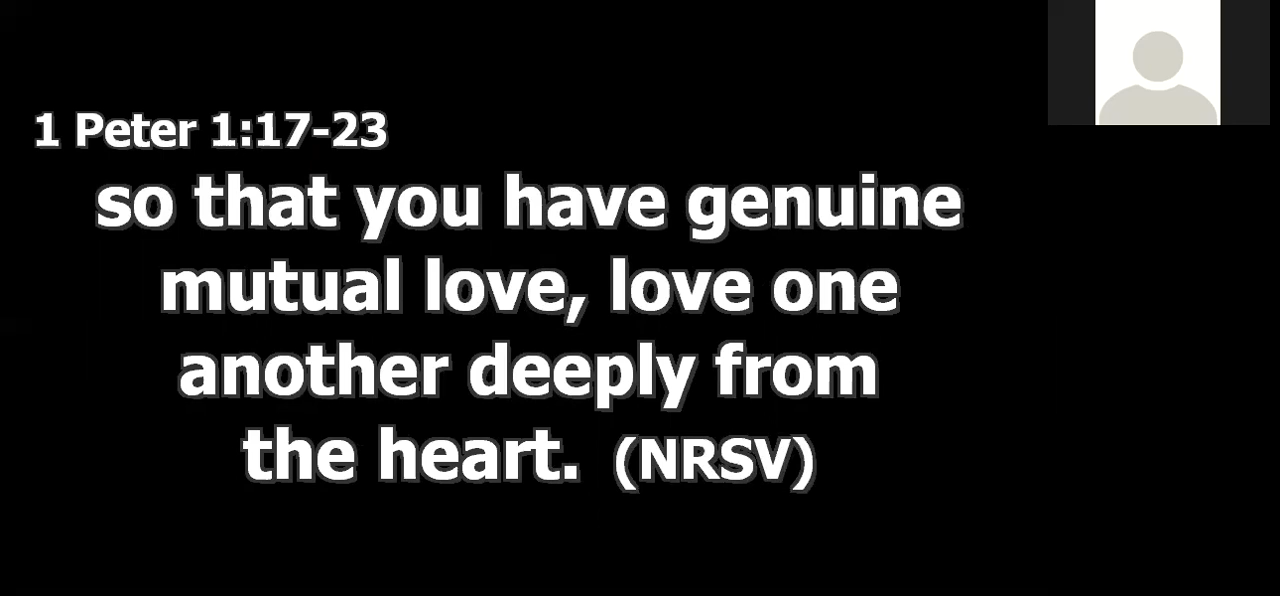 1 Peter 1:17-23
so that you have genuine
mutual love, love one
another deeply from
the heart. (NRSV)